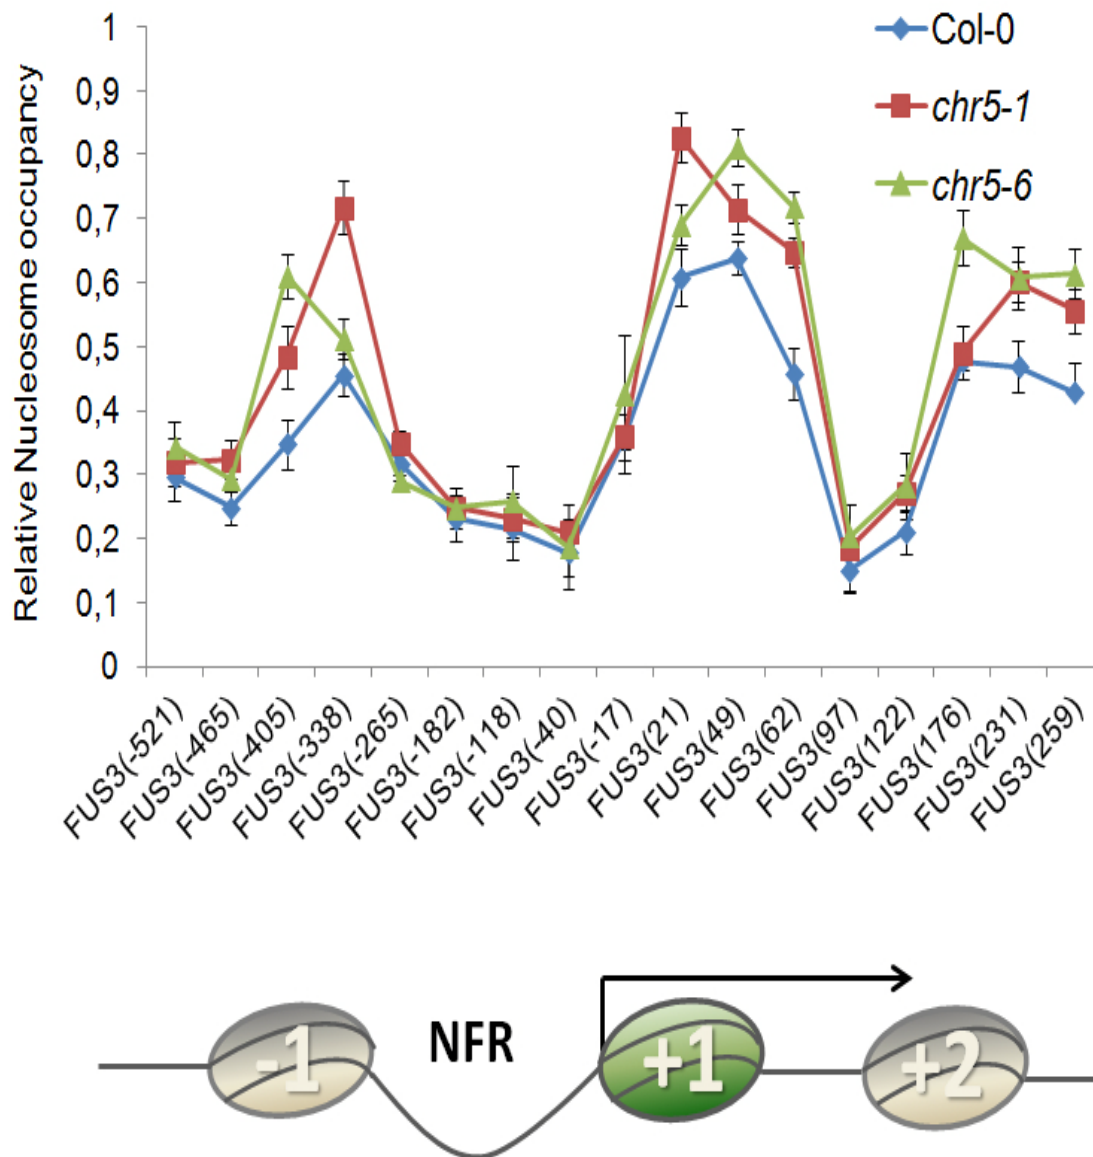 Relative Nucleosome occupancy
1
0,9
0,8
0,7
0,6
0,5
0,4
0,3
0,2
0,1
0
Col-0
chr5-1
chr5-6
FUS3(-521)
FUS3(-465)
FUS3(-405)
FUS3(-338)
FUS3(-265)
FUS3(-182)
FUS3(-118)
FUS3(-40)
FUS3(-17)
FUS3(21)
FUS3(49)
FUS3(62)
FUS3(97)
FUS3(122)
FUS3(176)
FUS3(231)
FUS3(259)
-1
NFR
+1
+2